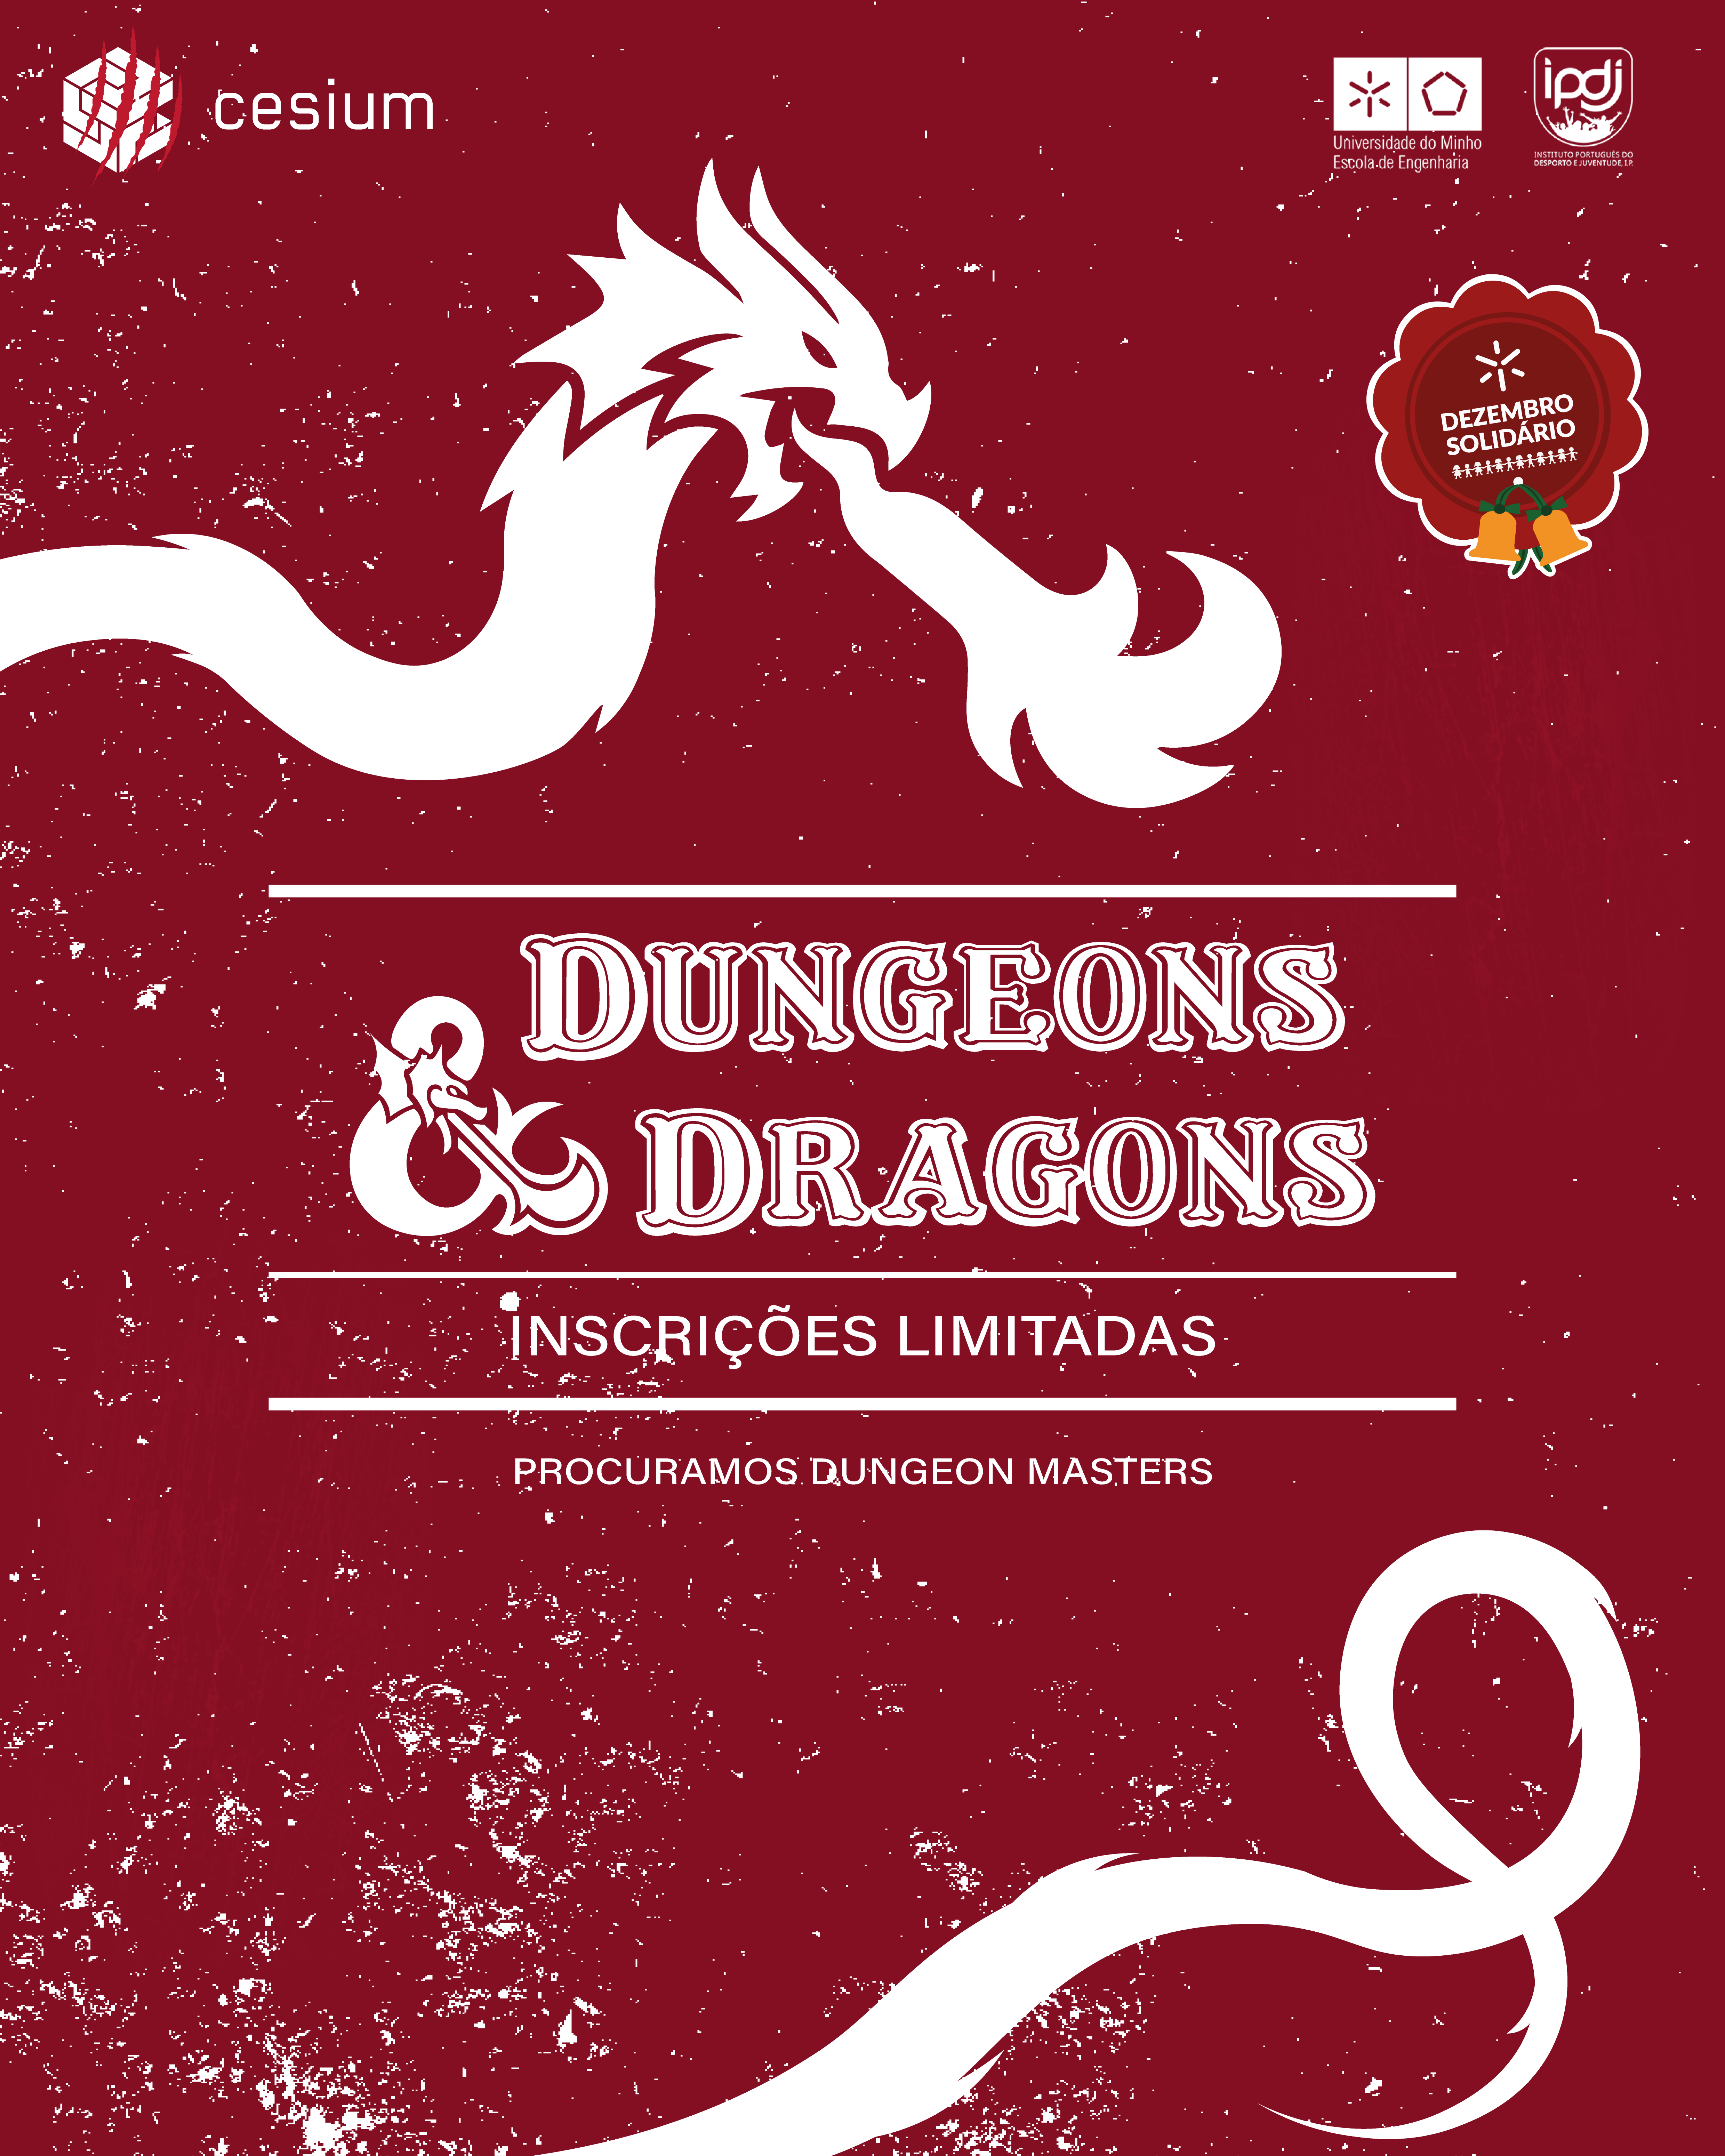 cesium
Universidade do Minho
Escola de Engenharia
ipdj
INSTITUTO PORTUGUÊS DO
DESPORTO E JUVENTUDE, I.P.
DEZEMBRO
SOLIDÁRIO
DUNGEONS
& DRAGONS
INSCRIÇÕES LIMITADAS
PROCURAMOS DUNGEON MASTERS